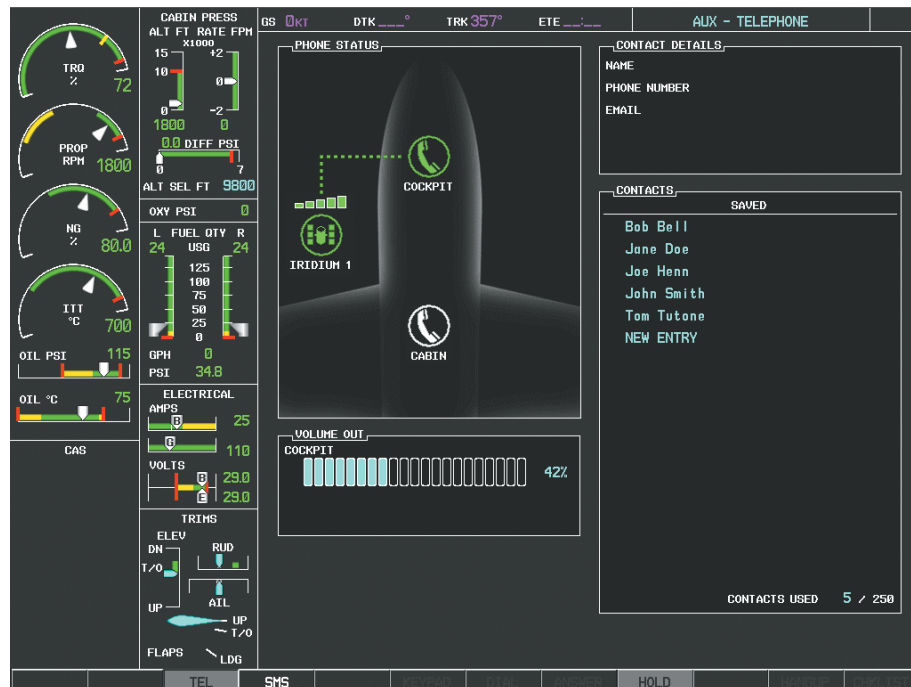 TRQ
%
72
PROP
RPM
1800
NG
%
80.0
ITT
°C
700
OIL PSI
115
OIL °C
75
CAS
CABIN PRESS
ALT FT RATE FPM
X1000
15
+2
10
0
0
-2
1800
0
0.0 DIFF PSI
0
7
ALT SEL FT 9800
OXY PSI 0
L FUEL QTY R
24 USG 24
125
100
75
50
25
0
GPH 0
PSI 34.8
ELECTRICAL
AMPS
B
25
G
110
VOLTS
B
29.0
E
29.0
TRIMS
ELEV
DN
RUD
T/O
UP
AIL
UP
T/O
FLAPS
LDG
GS 0KT
DTK ___°
TRK 357°
ETE __:__
AUX - TELEPHONE
PHONE STATUS
COCKPIT
IRIDIUM 1
CABIN
VOLUME OUT
COCKPIT
42%
CONTACT DETAILS
NAME
PHONE NUMBER
EMAIL
CONTACTS
SAVED
Bob Bell
Jane Doe
Joe Henn
John Smith
Tom Tutone
NEW ENTRY
CONTACTS USED 5 / 250
TEL
SMS
KEYPAD
DIAL
ANSWER
HOLD
HANGUP
CHKLIST